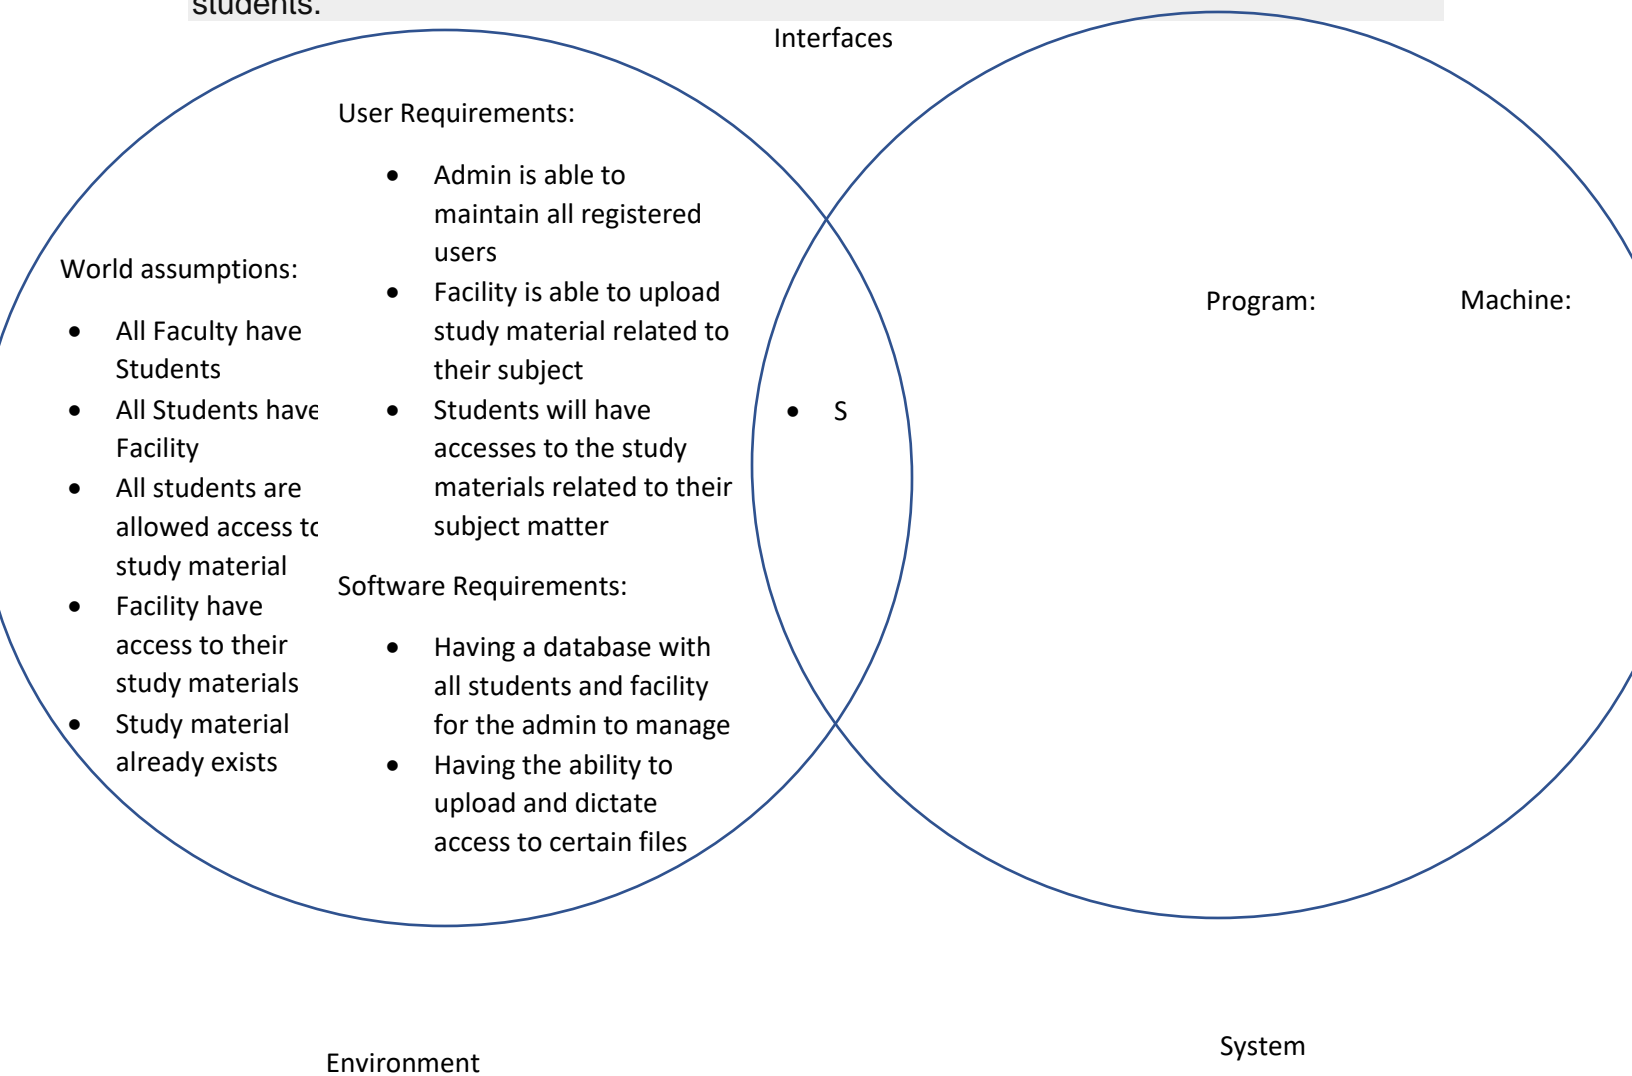 students.
Interfaces
User Requirements:
• Admin is able to
maintain all registered
users
• Facility is able to upload
study material related to
their subject
• Students will have
accesses to the study
materials related to their
subject matter
Software Requirements:
• Having a database with
all students and facility
for the admin to manage
• Having the ability to
upload and dictate
access to certain files
World assumptions:
• All Faculty have
Students
• All Students have
Facility
• All students are
allowed access to
study material
• Facility have
access to their
study materials
• Study material
already exists
• S
Program:
Machine:
Environment
System